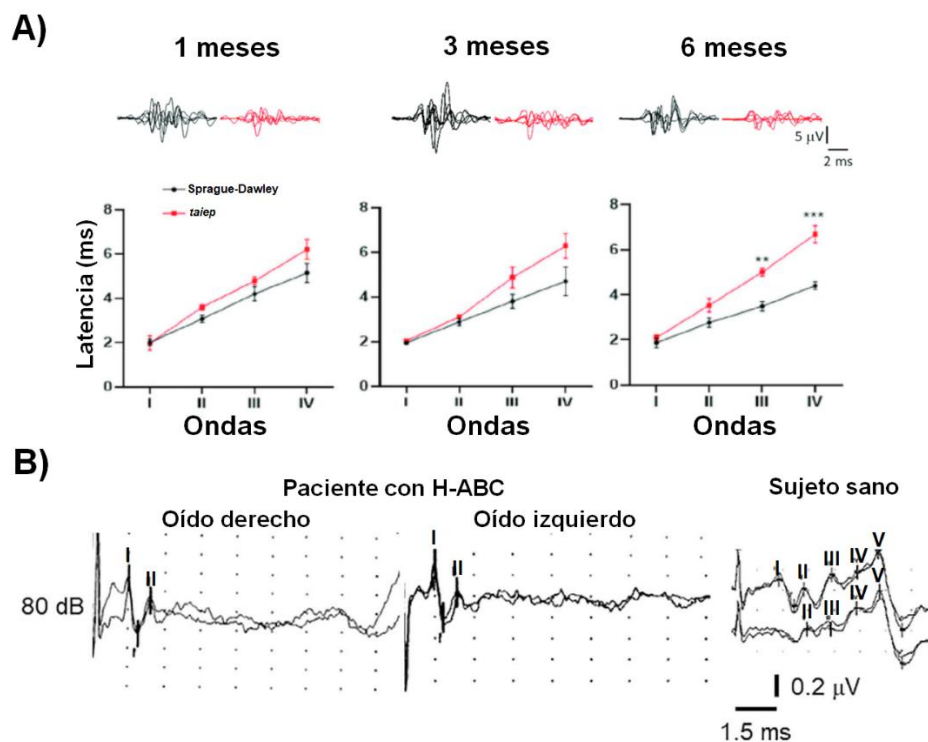 A)
1 meses 3 meses 6 meses
5 µV
2 ms
Sprague-Dawley
taiep
Latencia (ms)
8 6 4 2 0
I II III IV
8 6 4 2 0
I II III IV
8 6 4 2 0
** ***
I II III IV
Ondas Ondas Ondas
B)
Paciente con H-ABC Sujeto sano
Oído derecho Oído izquierdo
80 dB
I II
I II
I II III IV V
II III IV V
0.2 µV
1.5 ms